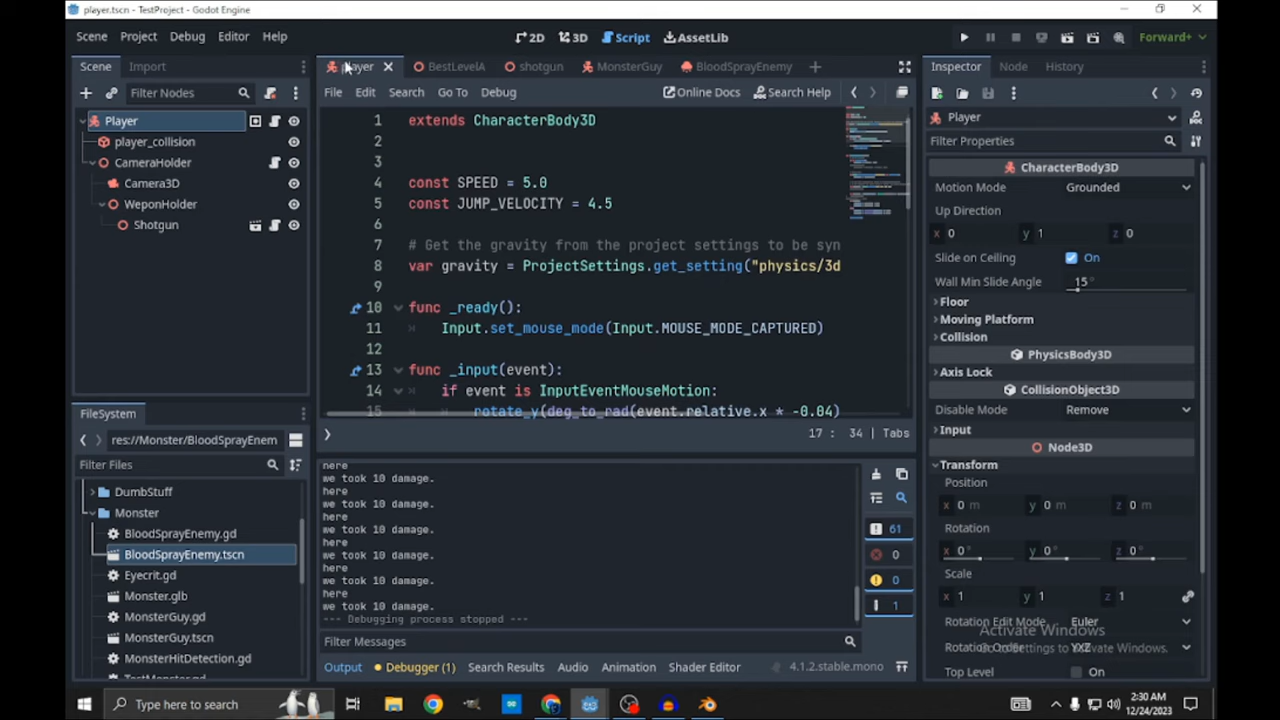 player.tscn - TestProject - Godot Engine
Scene Project Debug Editor Help
2D 3D Script AssetLib
Forward+
Scene Import
player BestLevelA shotgun MonsterGuy BloodSprayEnemy
Inspector Node History
Filter Nodes
File Edit Search Go To Debug
Online Docs Search Help
Player
player_collision
CameraHolder
Camera3D
WeponHolder
Shotgun
1 extends CharacterBody3D
2
3
4 const SPEED = 5.0
5 const JUMP_VELOCITY = 4.5
6
7 # Get the gravity from the project settings to be syn
8 var gravity = ProjectSettings.get_setting("physics/3d
9
10 func _ready():
11 Input.set_mouse_mode(Input.MOUSE_MODE_CAPTURED)
12
13 func _input(event):
14 if event is InputEventMouseMotion:
15 rotate_y(deg_to_rad(event.relative.x * -0.04)
17 : 34 | Tabs
Player
Filter Properties
CharacterBody3D
Motion Mode Grounded
Up Direction
x 0 y 1 z 0
Slide on Ceiling On
Wall Min Slide Angle 15 °
Floor
Moving Platform
Collision
PhysicsBody3D
Axis Lock
CollisionObject3D
Disable Mode Remove
Input
Node3D
Transform
Position
x 0 m y 0 m z 0 m
Rotation
x 0 ° y 0 ° z 0 °
Scale
x 1 y 1 z 1
Rotation Edit Mode Euler
Rotation Order YXZ
Top Level On
Activate Windows
Go to Settings to Activate Windows.
FileSystem
res://Monster/BloodSprayEnem
Filter Files
DumbStuff
Monster
BloodSprayEnemy.gd
BloodSprayEnemy.tscn
Eyecrit.gd
Monster.glb
MonsterGuy.gd
MonsterGuy.tscn
MonsterHitDetection.gd
TestMonster.gd
here
we took 10 damage.
here
we took 10 damage.
here
we took 10 damage.
here
we took 10 damage.
here
we took 10 damage.
here
we took 10 damage.
--- Debugging process stopped ---
61
0
0
1
Filter Messages
Output Debugger (1) Search Results Audio Animation Shader Editor 4.1.2.stable.mono
Type here to search
2:30 AM
12/24/2023